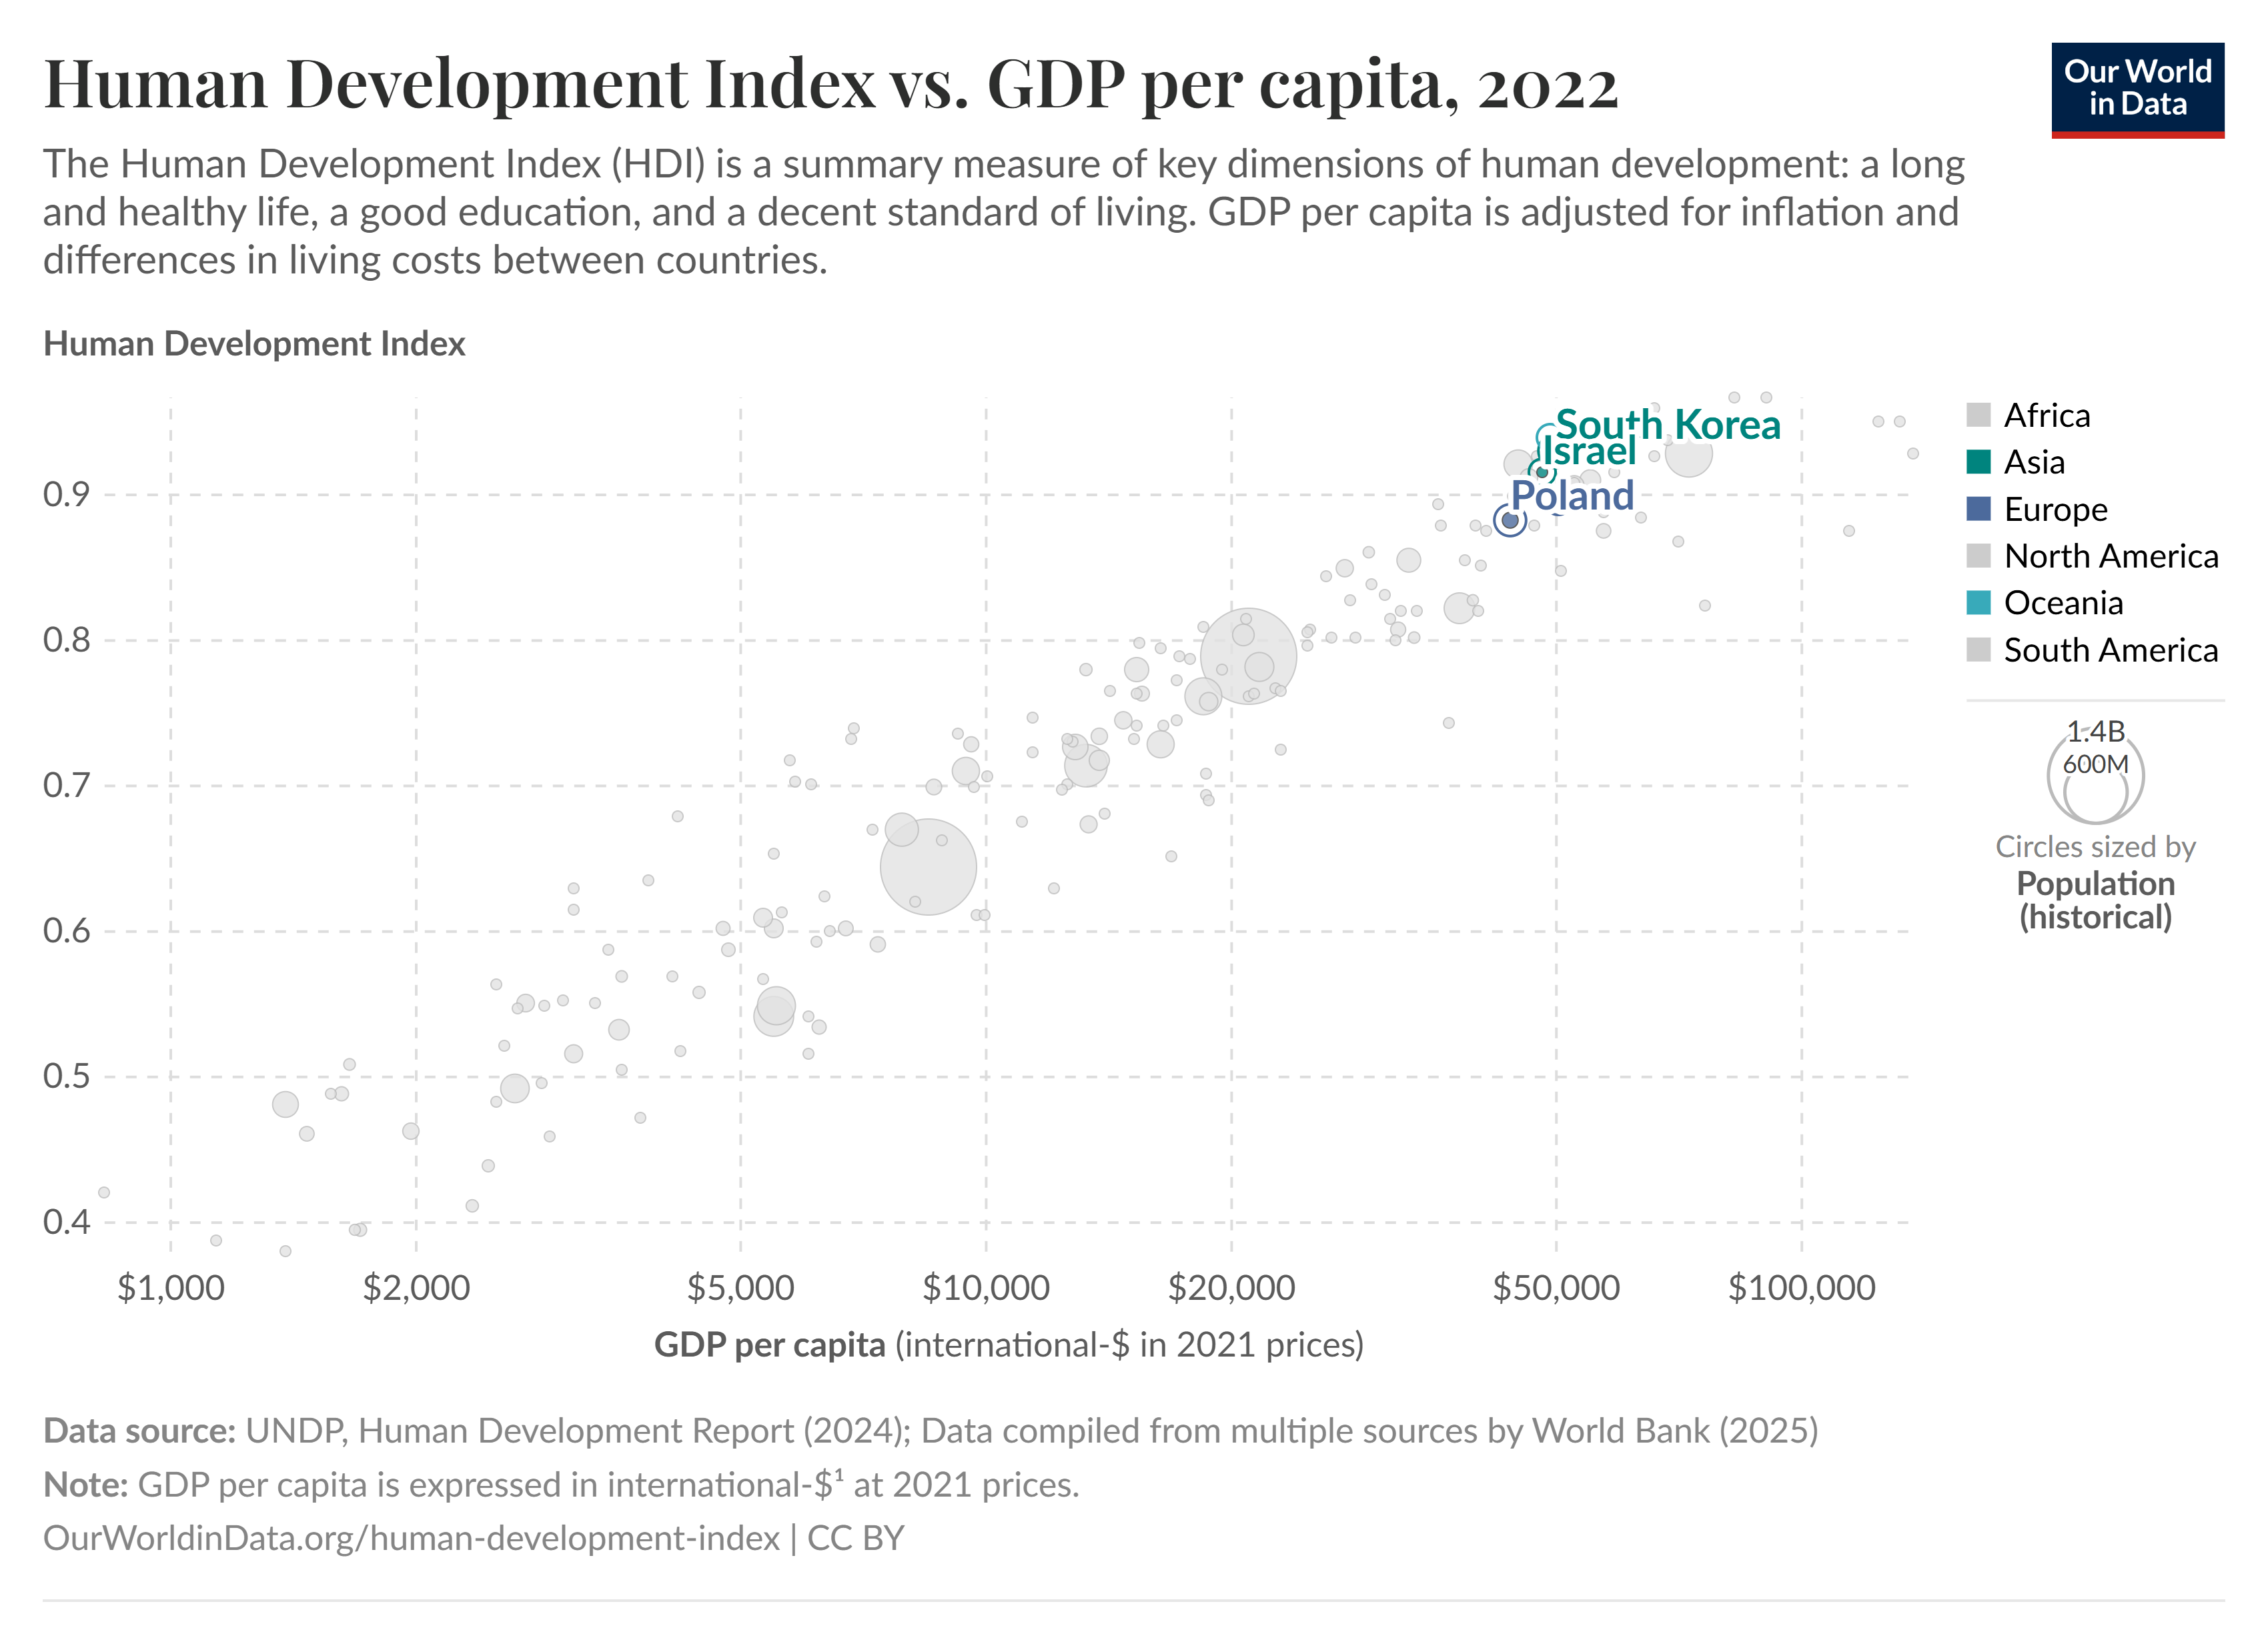 Human Development Index vs. GDP per capita, 2022
Our World
in Data
The Human Development Index (HDI) is a summary measure of key dimensions of human development: a long
and healthy life, a good education, and a decent standard of living. GDP per capita is adjusted for inflation and
differences in living costs between countries.
Human Development Index
South Korea
Israel
Poland
0.9
0.8
0.7
0.6
0.5
0.4
$1,000
$2,000
$5,000
$10,000
$20,000
$50,000
$100,000
GDP per capita (international-$ in 2021 prices)
Africa
Asia
Europe
North America
Oceania
South America
1.4B
600M
Circles sized by
Population
(historical)
Data source: UNDP, Human Development Report (2024); Data compiled from multiple sources by World Bank (2025)
Note: GDP per capita is expressed in international-$¹ at 2021 prices.
OurWorldinData.org/human-development-index | CC BY